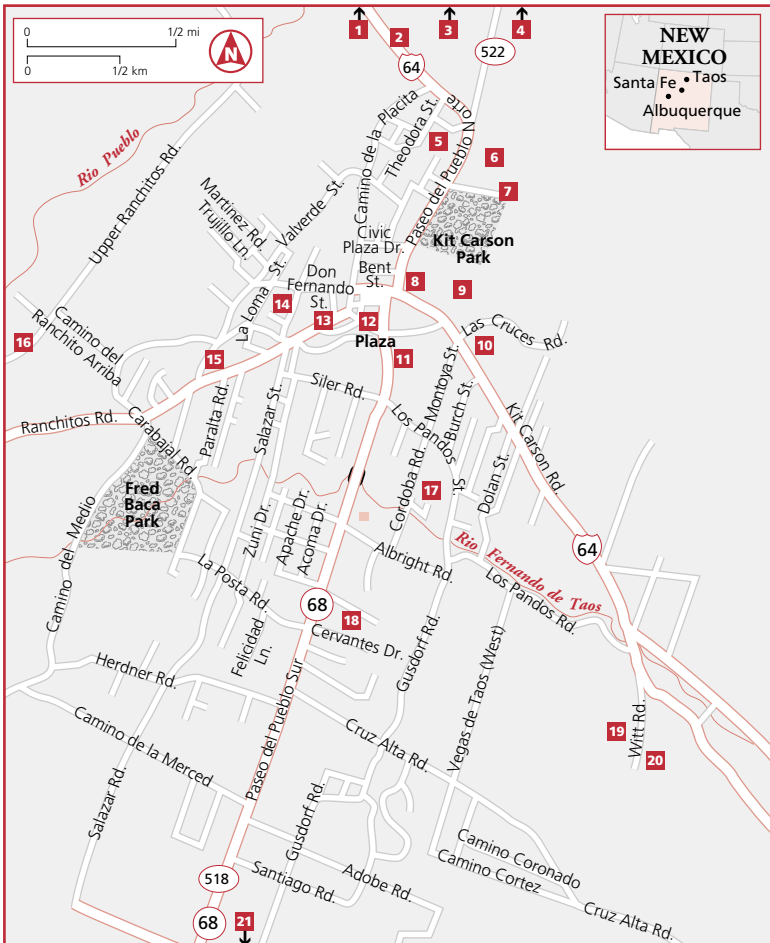 0 1/2 mi
0 1/2 km
N
1
2
3
4
64
522
NEW
MEXICO
Santa Fe
Taos
Albuquerque
Rio Pueblo
Upper Ranchitos Rd.
Camino de la Placita
Theodora St.
Paseo del Pueblo Norte
5
6
7
Martinez Rd.
Trujillo Ln.
Valverde St.
Civic
Plaza Dr.
Kit Carson
Park
La Loma St.
Don
Fernando
St.
Bent
St.
8
9
14
13
12
Plaza
16
Camino del
Ranchito Arriba
15
11
10
Las Cruces Rd.
Siler Rd.
Montoya St.
Burch St.
Kit Carson Rd.
Ranchitos Rd.
Carabajal Rd.
Paralta Rd.
Salazar St.
Los Pandos St.
Cordoba Rd.
Dolan St.
17
Fred
Baca
Park
Camino del Medio
Zuni Dr.
Apache Dr.
Acoma Dr.
Albright Rd.
Rio Fernando de Taos
64
La Posta Rd.
Los Pandos Rd.
68
18
Cervantes Dr.
Felicidad
Ln.
Gusdorf Rd.
Vegas de Taos (West)
Herdner Rd.
Paseo del Pueblo Sur
Camino de la Merced
Cruz Alta Rd.
19
Witt Rd.
20
Salazar Rd.
Gusdorf Rd.
Camino Coronado
Camino Cortez
Adobe Rd.
Santiago Rd.
518
Cruz Alta Rd.
68
21